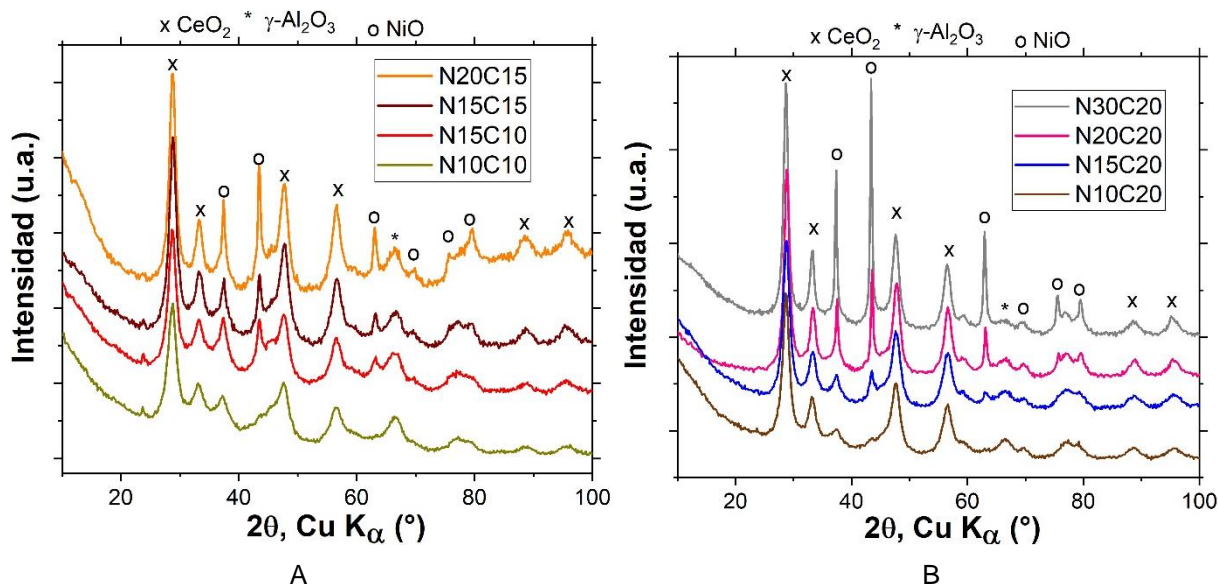 x CeO2 * γ-Al2O3 o NiO
x
N20C15
N15C15
N15C10
N10C10
o
x
o
x
x
o
*
o
o
o
x
x
Intensidad (u.a.)
20 40 60 80 100
2θ, Cu Kα (°)
A
x CeO2 * γ-Al2O3 o NiO
x
o
N30C20
N20C20
N15C20
N10C20
o
x
x
x
o
*
o
o
o
x
x
Intensidad (u.a.)
20 40 60 80 100
2θ, Cu Kα (°)
B